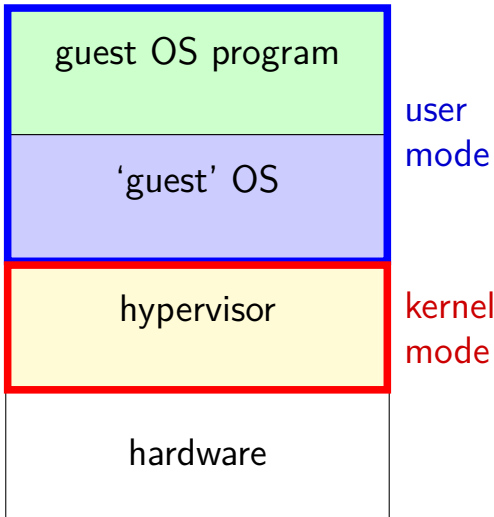 guest OS program
user
mode
‘guest’ OS
hypervisor
kernel
mode
hardware